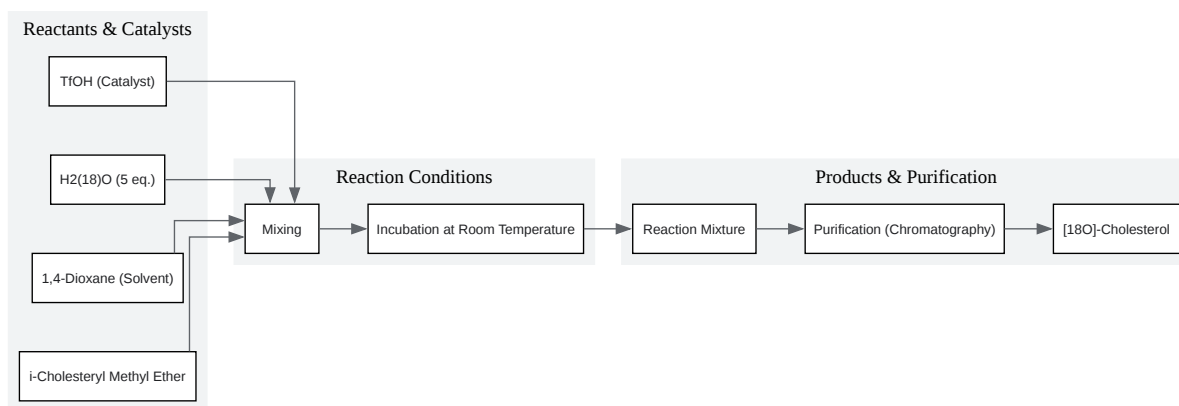 Reactants & Catalysts
TfOH (Catalyst)
H2(18)O (5 eq.)
1,4-Dioxane (Solvent)
i-Cholesteryl Methyl Ether
Reaction Conditions
Mixing
Incubation at Room Temperature
Products & Purification
Reaction Mixture
Purification (Chromatography)
[18O]-Cholesterol